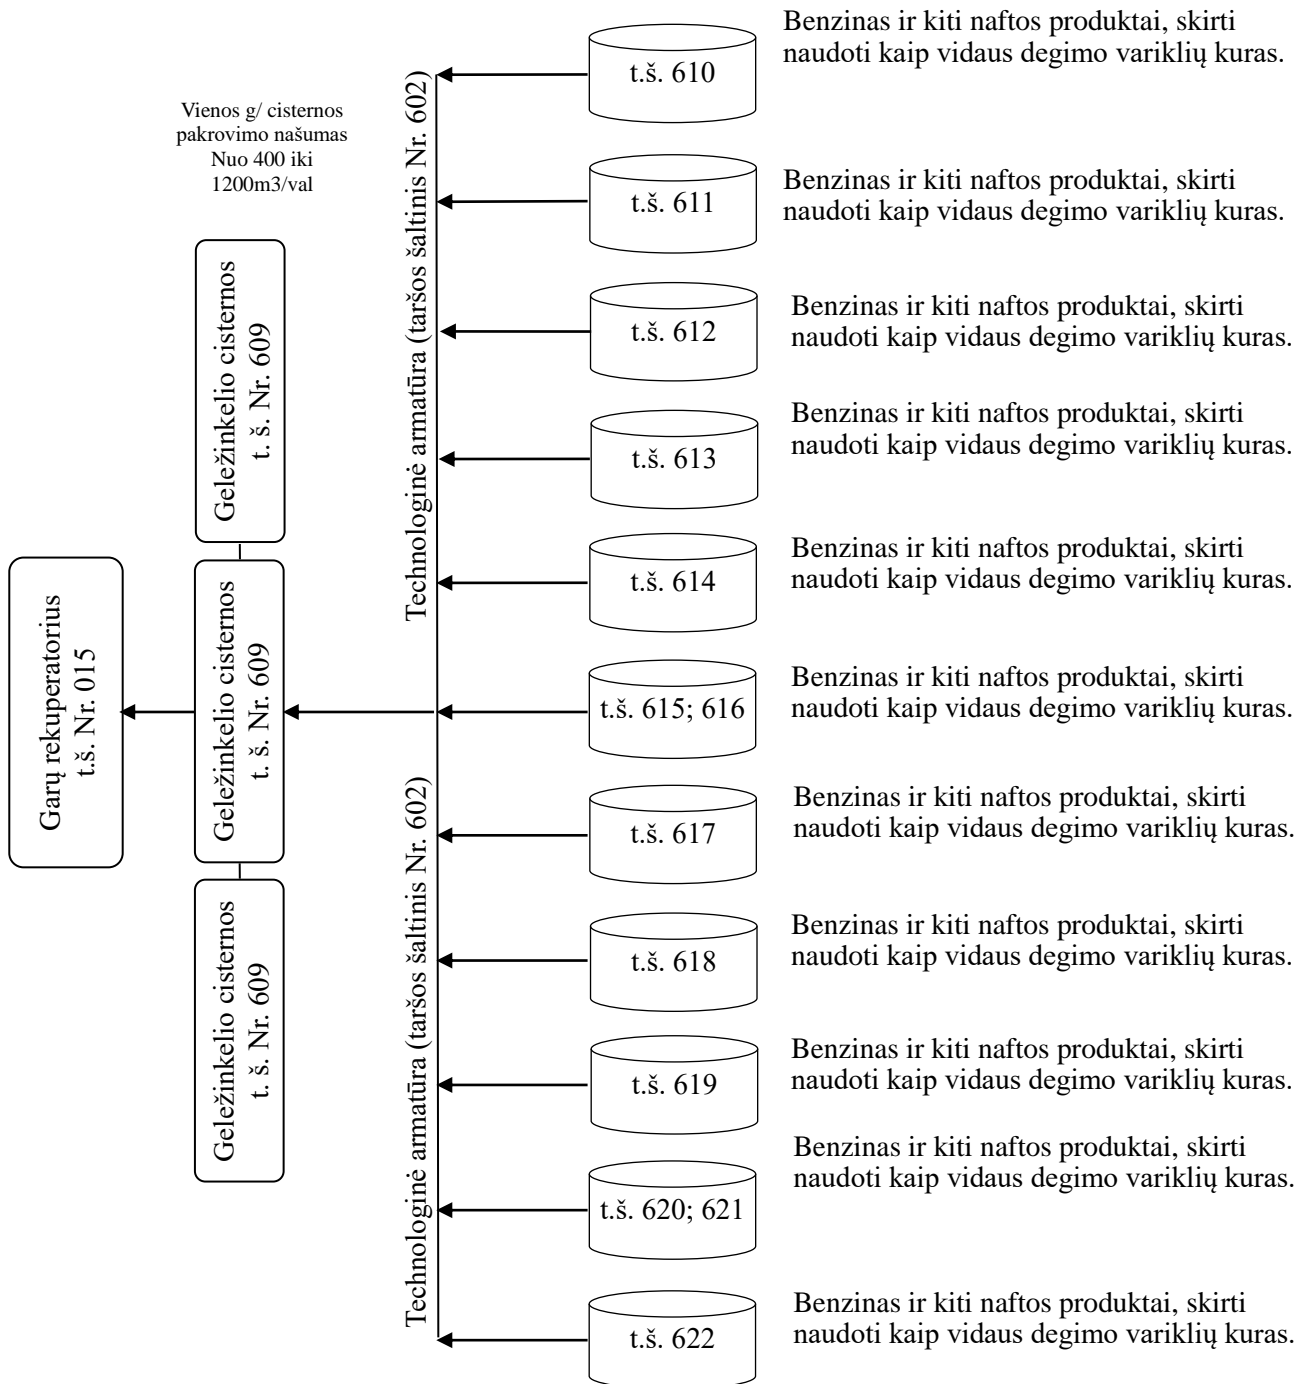 Benzinas ir kiti naftos produktai, skirti
naudoti kaip vidaus degimo variklių kuras.
t.š. 610
Vienos g/ cisternos
pakrovimo našumas
Nuo 400 iki
1200m3/val
Technologinė armatūra (taršos šaltinis Nr. 602)
Benzinas ir kiti naftos produktai, skirti
naudoti kaip vidaus degimo variklių kuras.
t.š. 611
Geležinkelio cisternos
t. š. Nr. 609
Benzinas ir kiti naftos produktai, skirti
naudoti kaip vidaus degimo variklių kuras.
t.š. 612
Benzinas ir kiti naftos produktai, skirti
naudoti kaip vidaus degimo variklių kuras.
t.š. 613
Benzinas ir kiti naftos produktai, skirti
naudoti kaip vidaus degimo variklių kuras.
t.š. 614
Garų rekuperatorius
t.š. Nr. 015
Geležinkelio cisternos
t. š. Nr. 609
Benzinas ir kiti naftos produktai, skirti
naudoti kaip vidaus degimo variklių kuras.
t.š. 615; 616
Technologinė armatūra (taršos šaltinis Nr. 602)
Benzinas ir kiti naftos produktai, skirti
naudoti kaip vidaus degimo variklių kuras.
t.š. 617
Geležinkelio cisternos
t. š. Nr. 609
Benzinas ir kiti naftos produktai, skirti
naudoti kaip vidaus degimo variklių kuras.
t.š. 618
Benzinas ir kiti naftos produktai, skirti
naudoti kaip vidaus degimo variklių kuras.
t.š. 619
Benzinas ir kiti naftos produktai, skirti
naudoti kaip vidaus degimo variklių kuras.
t.š. 620; 621
Benzinas ir kiti naftos produktai, skirti
naudoti kaip vidaus degimo variklių kuras.
t.š. 622